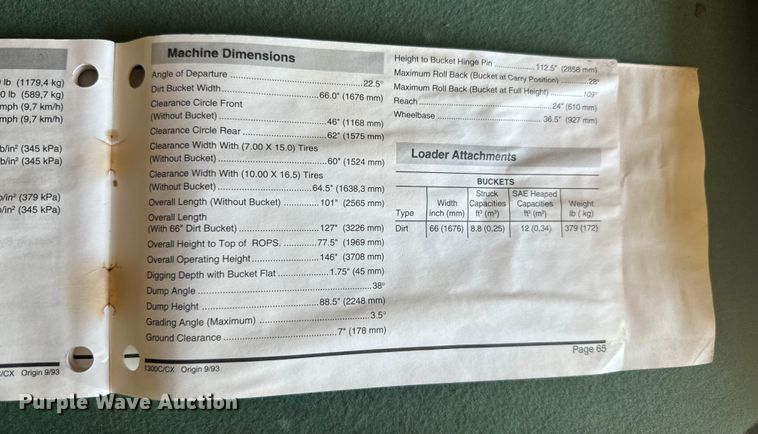 lb (1179,4 kg)
0 lb (589,7 kg)
mph (9,7 km/h)
mph (9,7 km/h)
b/in² (345 kPa)
b/in² (345 kPa)
b/in² (379 kPa)
/in² (345 kPa)
/CX Origin 9/93
Machine Dimensions
Angle of Departure ..... 22.5°
Dirt Bucket Width ..... 66.0" (1676 mm)
Clearance Circle Front
(Without Bucket) ..... 46" (1168 mm)
Clearance Circle Rear ..... 62" (1575 mm)
Clearance Width With (7.00 X 15.0) Tires
(Without Bucket) ..... 60" (1524 mm)
Clearance Width With (10.00 X 16.5) Tires
(Without Bucket) ..... 64.5" (1638,3 mm)
Overall Length (Without Bucket) ..... 101" (2565 mm)
Overall Length
(With 66" Dirt Bucket) ..... 127" (3226 mm)
Overall Height to Top of ROPS. ..... 77.5" (1969 mm)
Overall Operating Height ..... 146" (3708 mm)
Digging Depth with Bucket Flat ..... 1.75" (45 mm)
Dump Angle ..... 38°
Dump Height ..... 88.5" (2248 mm)
Grading Angle (Maximum) ..... 3.5°
Ground Clearance ..... 7" (178 mm)
1300C/CX Origin 9/93
Height to Bucket Hinge Pin ..... 112.5" (2858 mm)
Maximum Roll Back (Bucket at Carry Position) ..... 28°
Maximum Roll Back (Bucket at Full Height) ..... 109°
Reach ..... 24" (610 mm)
Wheelbase ..... 36.5" (927 mm)
Loader Attachments
BUCKETS
Struck SAE Heaped
Width Capacities Capacities Weight
Type inch (mm) ft³ (m³) ft³ (m³) lb ( kg)
Dirt 66 (1676) 8.8 (0,25) 12 (0,34) 379 (172)
Page 65
Purple Wave Auction